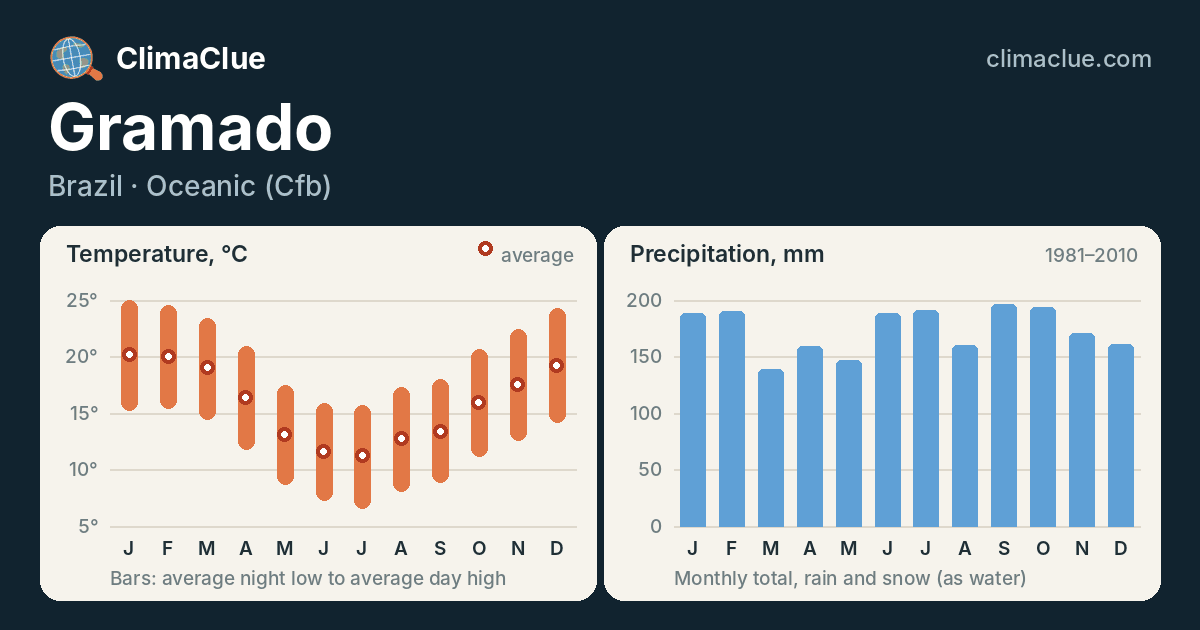 ClimaClue
climaclue.com
Gramado
Brazil · Oceanic (Cfb)
Temperature, °C
average
25°
20°
15°
10°
5°
J F M A M J J A S O N D
Bars: average night low to average day high
Precipitation, mm
1981–2010
200
150
100
50
0
J F M A M J J A S O N D
Monthly total, rain and snow (as water)